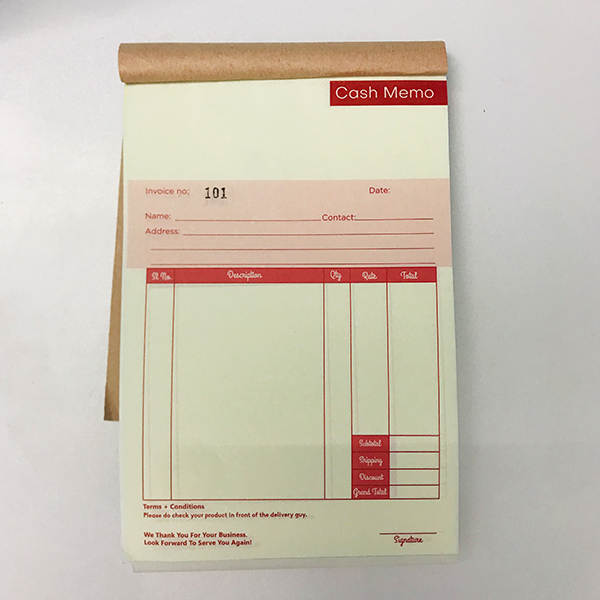 Cash Memo
Invoice no: 101 Date:
Name: Contact:
Address:
Sl No. Description Qty Rate Total
Subtotal
Shipping
Discount
Grand Total
Terms + Conditions
Please do check your product in front of the delivery guy.
We Thank You For Your Business.
Look Forward To Serve You Again!
Signature